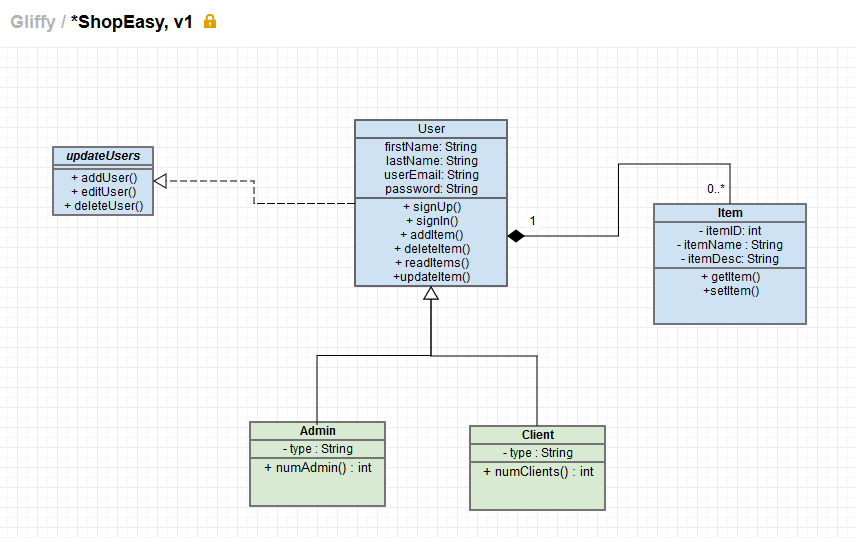 Gliffy / *ShopEasy, v1
updateUsers
+ addUser()
+ editUser()
+ deleteUser()
User
firstName: String
lastName: String
userEmail: String
password: String
+ signUp()
+ signIn()
+ addItem()
+ deleteItem()
+ readItems()
+updateItem()
1
0..*
Item
- itemID: int
- itemName : String
- itemDesc: String
+ getItem()
+setItem()
Admin
- type : String
+ numAdmin() : int
Client
- type : String
+ numClients() : int